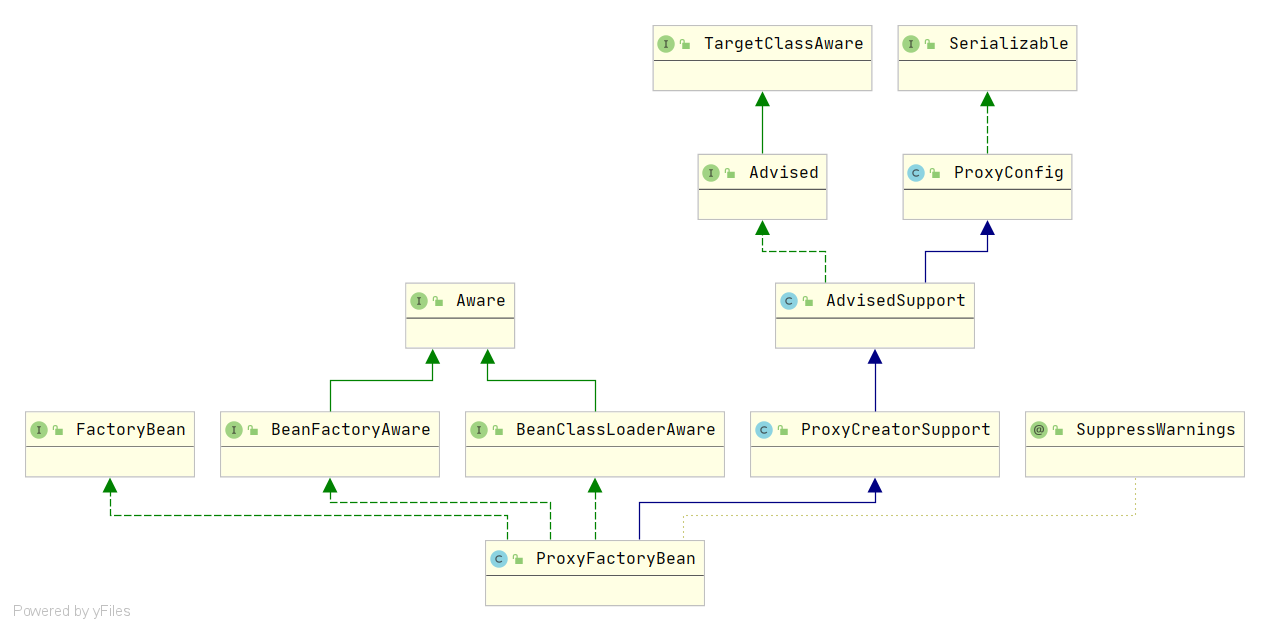 I TargetClassAware
I Serializable
I Advised
C ProxyConfig
I Aware
C AdvisedSupport
I FactoryBean
I BeanFactoryAware
I BeanClassLoaderAware
C ProxyCreatorSupport
@ SuppressWarnings
C ProxyFactoryBean
Powered by yFiles